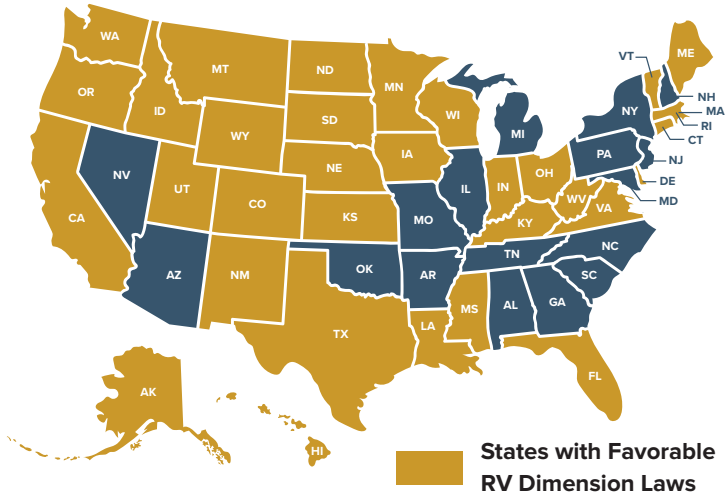 WA
OR
CA
NV
ID
MT
WY
UT
AZ
CO
NM
ND
SD
NE
KS
OK
TX
MN
IA
MO
AR
LA
WI
IL
MS
MI
IN
KY
TN
AL
OH
WV
VA
NC
SC
GA
FL
PA
NY
VT
ME
NH
MA
RI
CT
NJ
DE
MD
AK
HI
States with Favorable
RV Dimension Laws